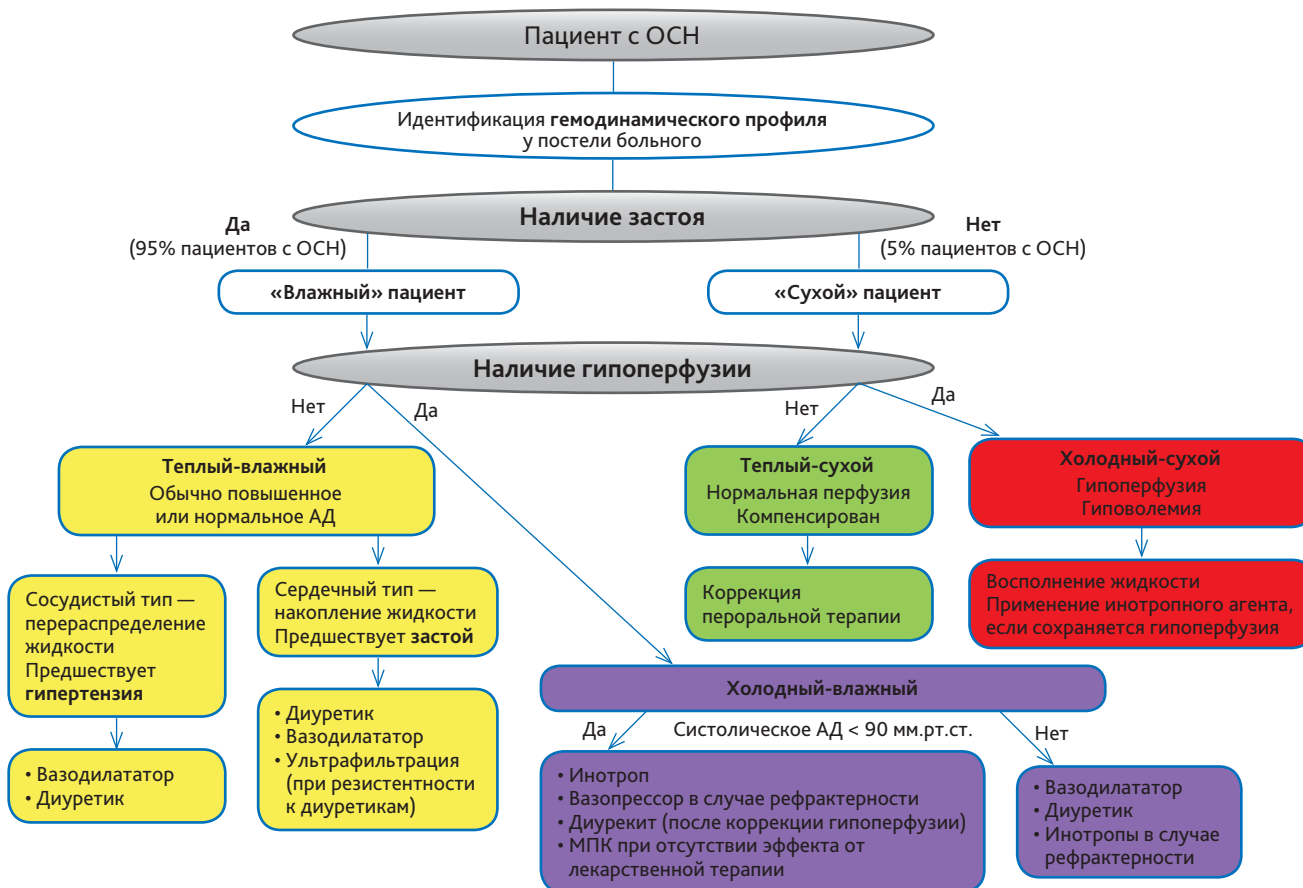 Пациент с ОСН
Идентификация гемодинамического профиля
у постели больного
Наличие застоя
Да
(95% пациентов с ОСН)
Нет
(5% пациентов с ОСН)
«Влажный» пациент
«Сухой» пациент
Наличие гипоперфузии
Нет
Да
Нет
Да
Теплый-влажный
Обычно повышенное
или нормальное АД
Теплый-сухой
Нормальная перфузия
Компенсирован
Холодный-сухой
Гипоперфузия
Гиповолемия
Сосудистый тип —
перераспределение
жидкости
Предшествует
гипертензия
Сердечный тип —
накопление жидкости
Предшествует застой
Коррекция
пероральной терапии
Восполнение жидкости
Применение инотропного агента,
если сохраняется гипоперфузия
• Вазодилататор
• Диуретик
• Диуретик
• Вазодилататор
• Ультрафильтрация
(при резистентности
к диуретикам)
Холодный-влажный
Да
Систолическое АД < 90 мм.рт.ст.
Нет
• Инотроп
• Вазопрессор в случае рефрактерности
• Диурекит (после коррекции гипоперфузии)
• МПК при отсутствии эффекта от
лекарственной терапии
• Вазодилататор
• Диуретик
• Инотропы в случае
рефрактерности